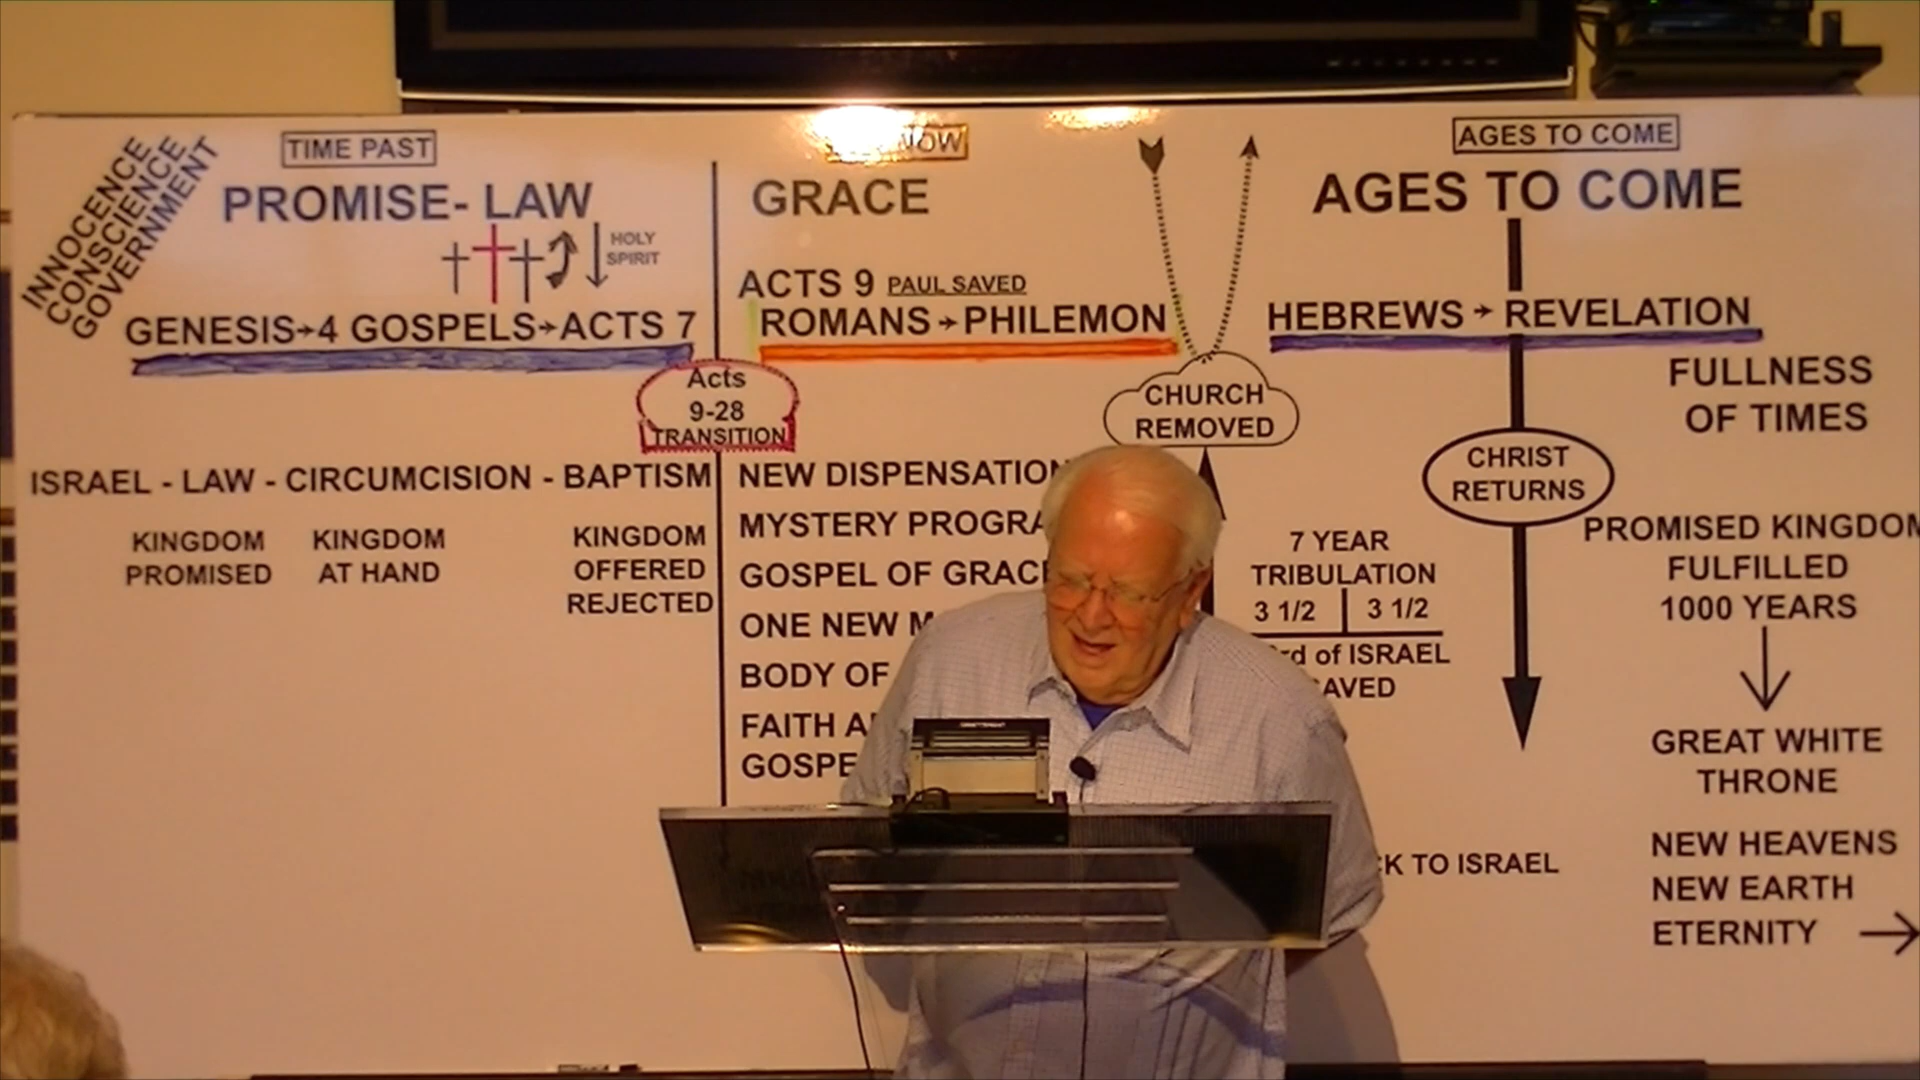 INNOCENCE
CONSCIENCE
GOVERNMENT
TIME PAST
PROMISE- LAW
HOLY
SPIRIT
GENESIS→4 GOSPELS→ACTS 7
ISRAEL - LAW - CIRCUMCISION - BAPTISM
KINGDOM
PROMISED
KINGDOM
AT HAND
KINGDOM
OFFERED
REJECTED
Acts
9-28
TRANSITION
NOW
GRACE
ACTS 9 PAUL SAVED
ROMANS→PHILEMON
NEW DISPENSATION
MYSTERY PROGRA
GOSPEL OF GRACE
ONE NEW M
BODY OF
FAITH A
GOSPE
CHURCH
REMOVED
AGES TO COME
AGES TO COME
HEBREWS→REVELATION
7 YEAR
TRIBULATION
3 1/2 3 1/2
rd of ISRAEL
SAVED
CK TO ISRAEL
CHRIST
RETURNS
FULLNESS
OF TIMES
PROMISED KINGDOM
FULFILLED
1000 YEARS
GREAT WHITE
THRONE
NEW HEAVENS
NEW EARTH
ETERNITY →